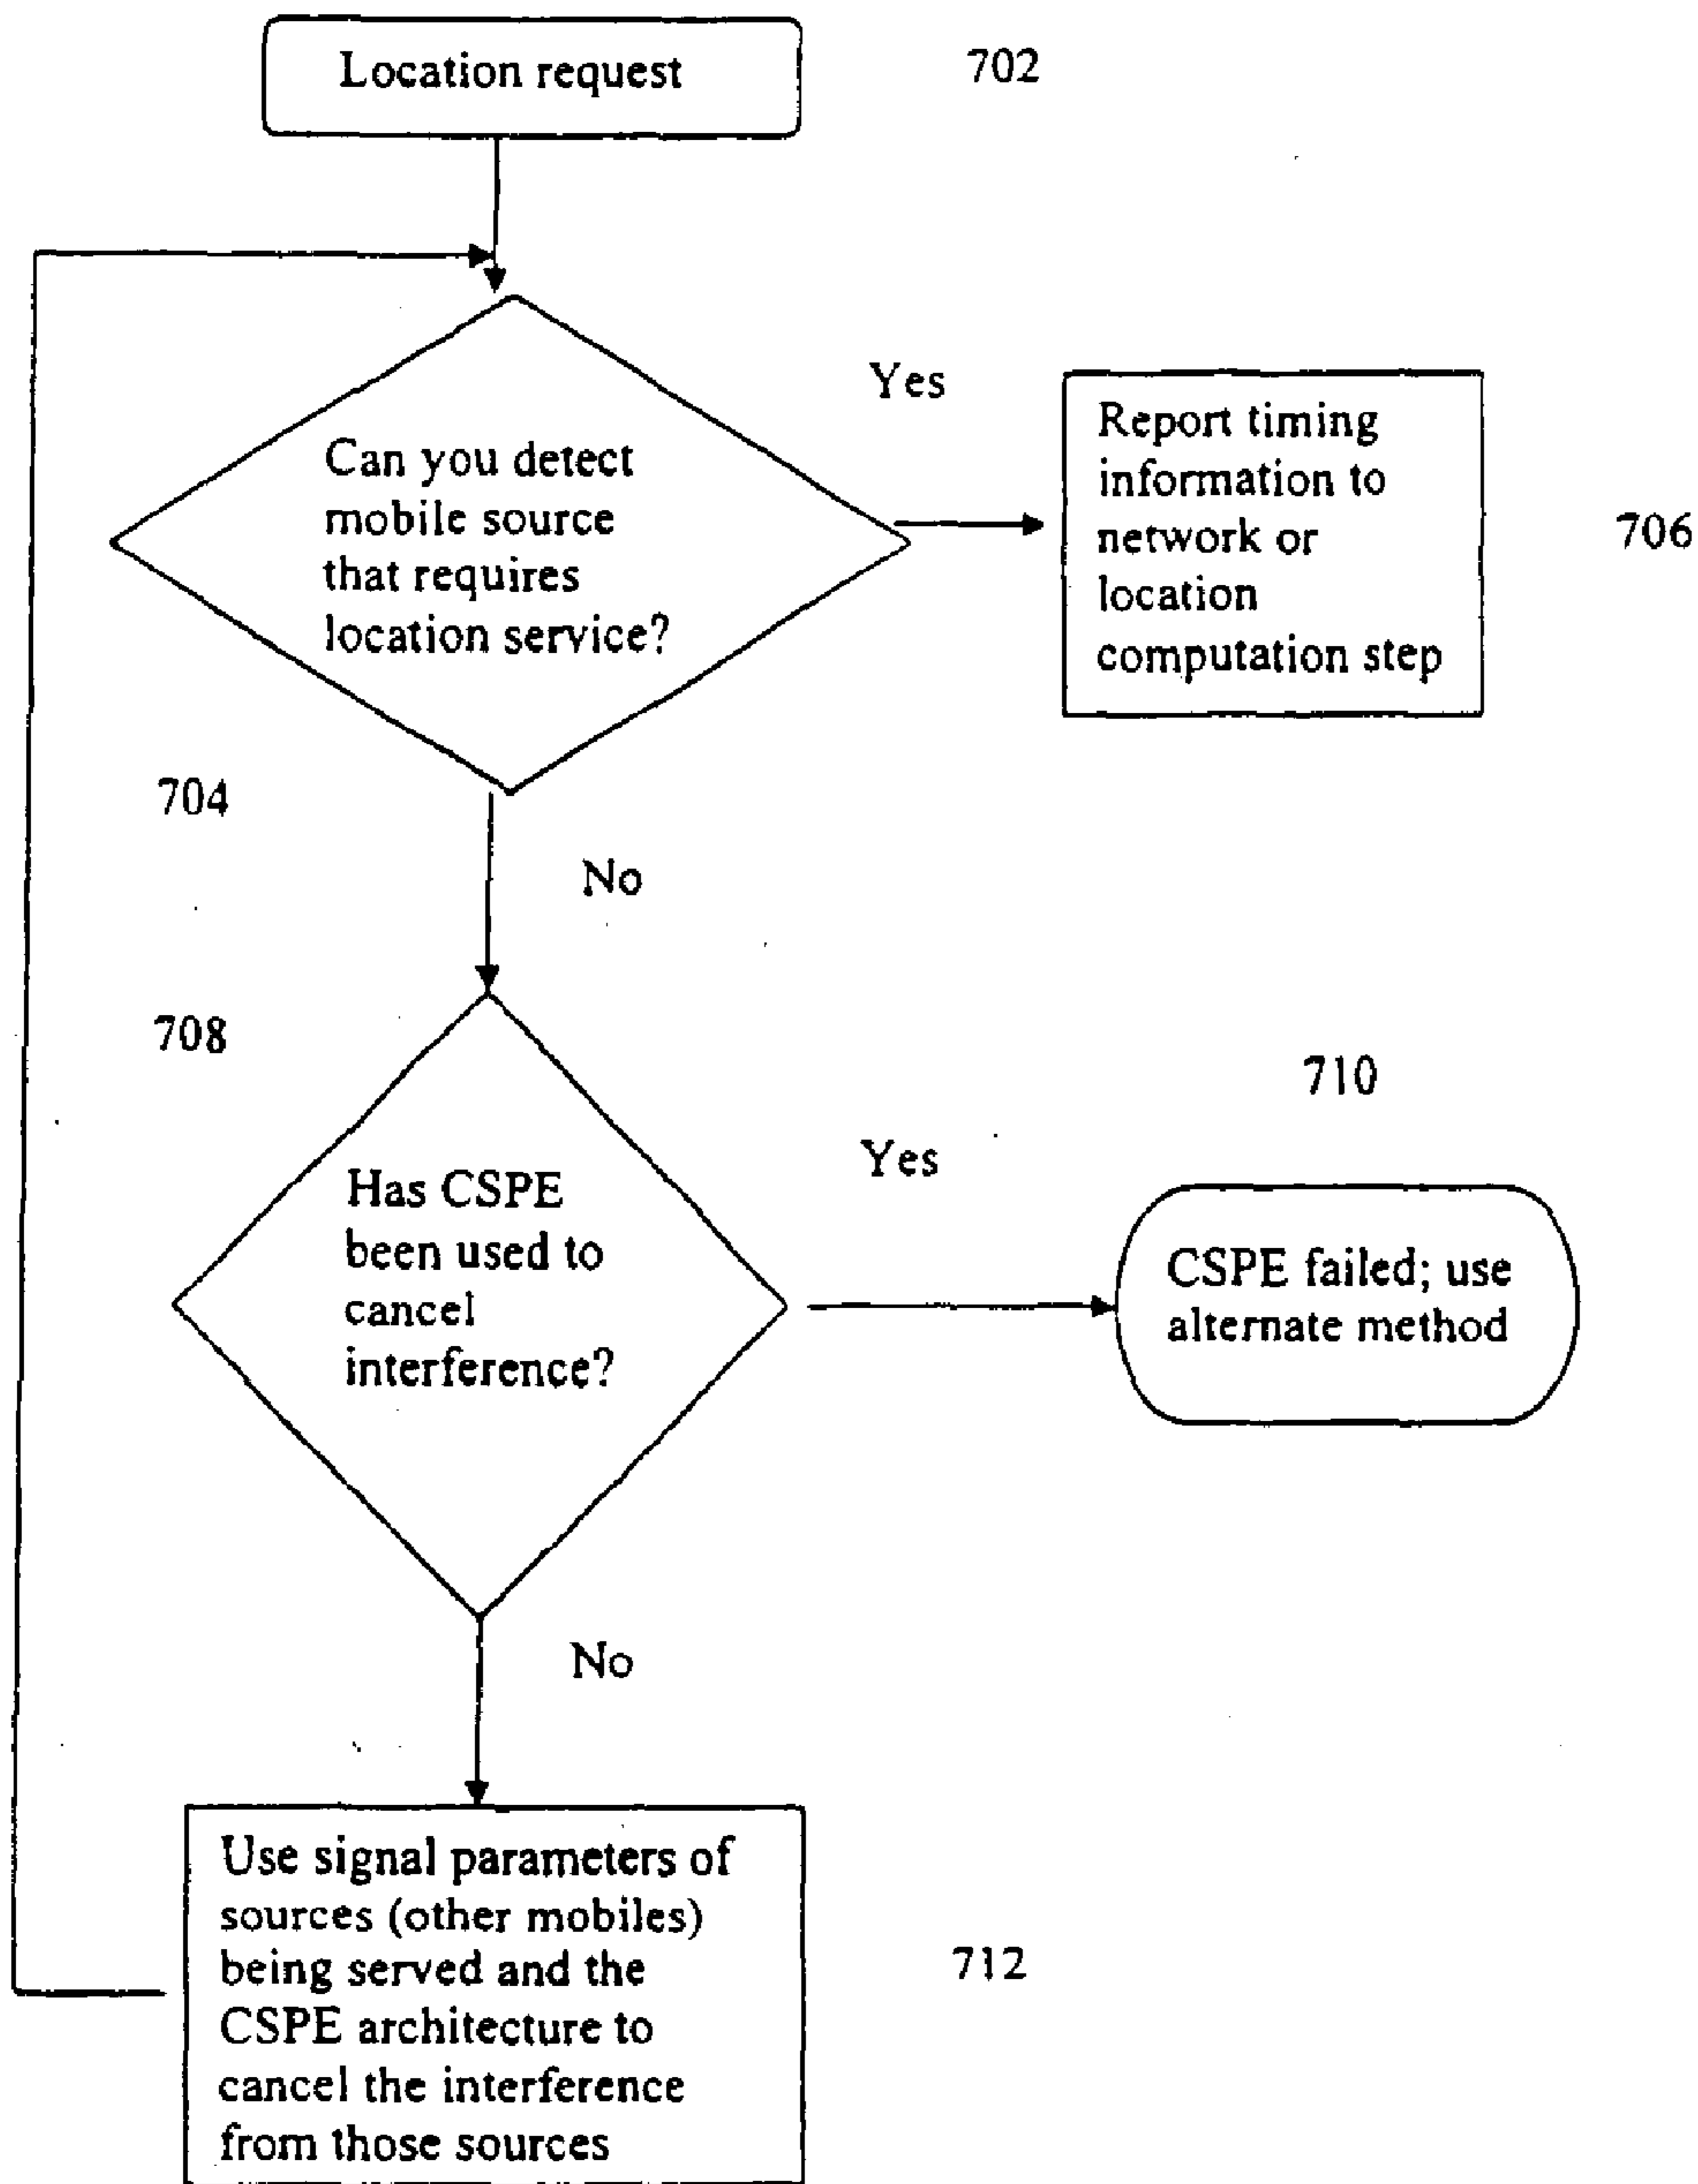 Location request
702
Yes
Can you detect
mobile source
that requires
location service?
Report timing
information to
network or
location
computation step
706
704
No
708
710
Yes
Has CSPE
been used to
cancel
interference?
CSPE failed; use
alternate method
No
Use signal parameters of
sources (other mobiles)
being served and the
CSPE architecture to
cancel the interference
from those sources
712